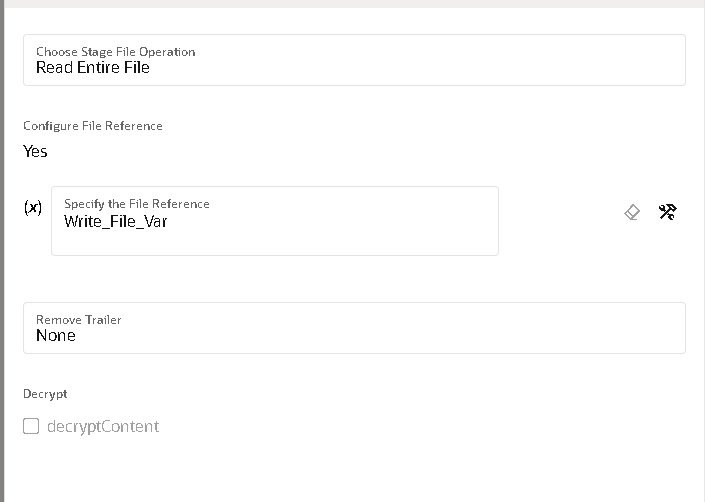 Choose Stage File Operation
Read Entire File
Configure File Reference
Yes
(x)
Specify the File Reference
Write_File_Var
Remove Trailer
None
Decrypt
decryptContent